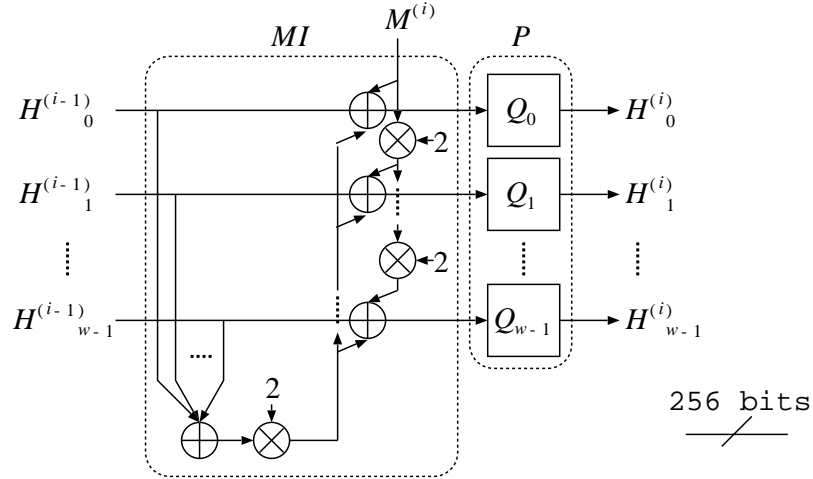 M^(i)
MI P
H^(i-1)_0 Q_0 H^(i)_0
2
H^(i-1)_1 Q_1 H^(i)_1
2
H^(i-1)_w-1 Q_w-1 H^(i)_w-1
2
256 bits